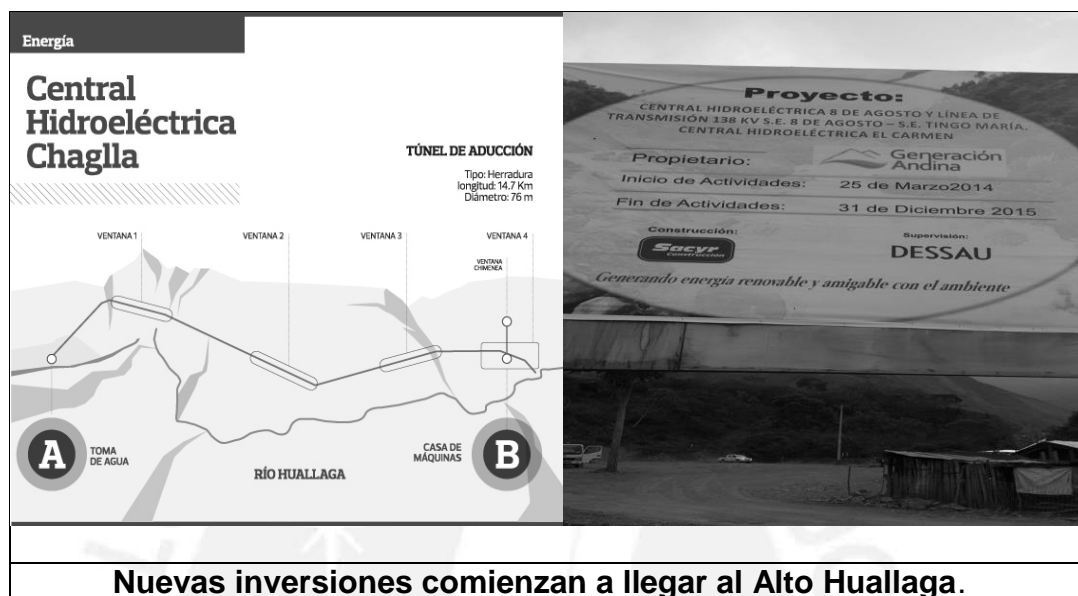 Energía
Central
Hidroeléctrica
Chaglla
TÚNEL DE ADUCCIÓN
Tipo: Herradura
longitud: 14.7 Km
Diámetro: 76 m
VENTANA 1
VENTANA 2
VENTANA 3
VENTANA 4
VENTANA
CHIMENEA
A
TOMA
DE AGUA
RÍO HUALLAGA
CASA DE
MÁQUINAS
B
Proyecto:
CENTRAL HIDROELÉCTRICA 8 DE AGOSTO Y LÍNEA DE
TRANSMISIÓN 138 KV S.E. 8 DE AGOSTO – S.E. TINGO MARÍA.
CENTRAL HIDROELÉCTRICA EL CARMEN
Propietario: Generación
Andina
Inicio de Actividades: 25 de Marzo2014
Fin de Actividades: 31 de Diciembre 2015
Construcción:
Sacyr
Construcción
Supervisión:
DESSAU
Generando energía renovable y amigable con el ambiente
Nuevas inversiones comienzan a llegar al Alto Huallaga.